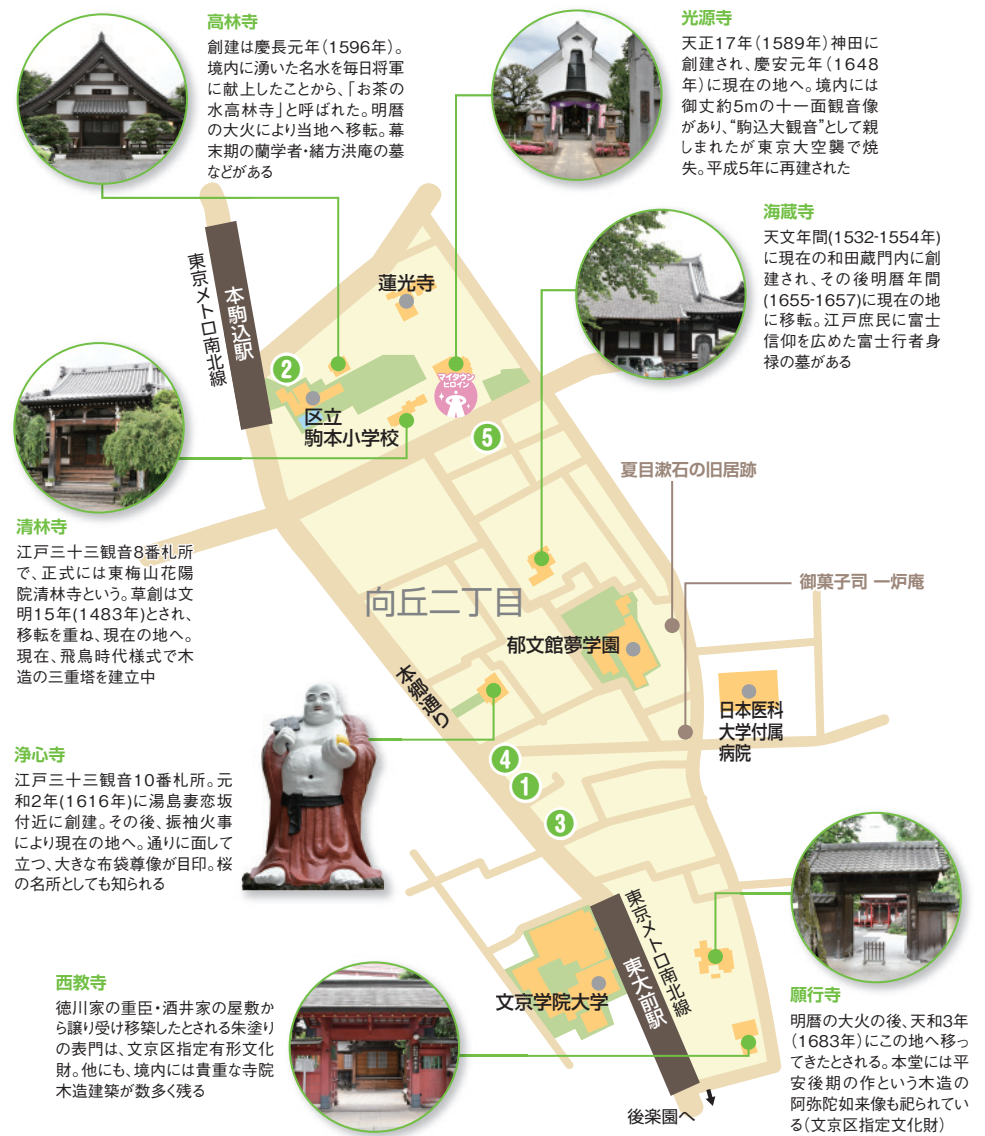 高林寺
創建は慶長元年(1596年)。
境内に湧いた名水を毎日将軍
に献上したことから、「お茶の
水高林寺」と呼ばれた。明暦
の大火により当地へ移転。幕
末期の蘭学者・緒方洪庵の墓
などがある
光源寺
天正17年(1589年)神田に
創建され、慶安元年(1648
年)に現在の地へ。境内には
御丈約5mの十一面観音像
があり、“駒込大観音”として親
しまれたが東京大空襲で焼
失。平成5年に再建された
海蔵寺
天文年間(1532-1554年)
に現在の和田蔵門内に創
建され、その後明暦年間
(1655-1657)に現在の地
に移転。江戸庶民に富士
信仰を広めた富士行者身
禄の墓がある
東京メトロ南北線
本駒込駅
蓮光寺
2
マイタウン
ヒロイン
区立
駒本小学校
5
清林寺
江戸三十三観音8番札所
で、正式には東梅山花陽
院清林寺という。草創は文
明15年(1483年)とされ、
移転を重ね、現在の地へ。
現在、飛鳥時代様式で木
造の三重塔を建立中
夏目漱石の旧居跡
御菓子司 一炉庵
向丘二丁目
郁文館夢学園
本郷通り
日本医科
大学付属
病院
浄心寺
江戸三十三観音10番札所。元
和2年(1616年)に湯島妻恋坂
付近に創建。その後、振袖火事
により現在の地へ。通りに面して
立つ、大きな布袋尊像が目印。桜
の名所としても知られる
4
1
3
東京メトロ南北線
東大前駅
文京学院大学
西教寺
徳川家の重臣・酒井家の屋敷か
ら譲り受け移築したとされる朱塗り
の表門は、文京区指定有形文化
財。他にも、境内には貴重な寺院
木造建築が数多く残る
願行寺
明暦の大火の後、天和3年
(1683年)にこの地へ移っ
てきたとされる。本堂には平
安後期の作という木造の
阿弥陀如来像も祀られてい
る(文京区指定文化財)
後楽園へ